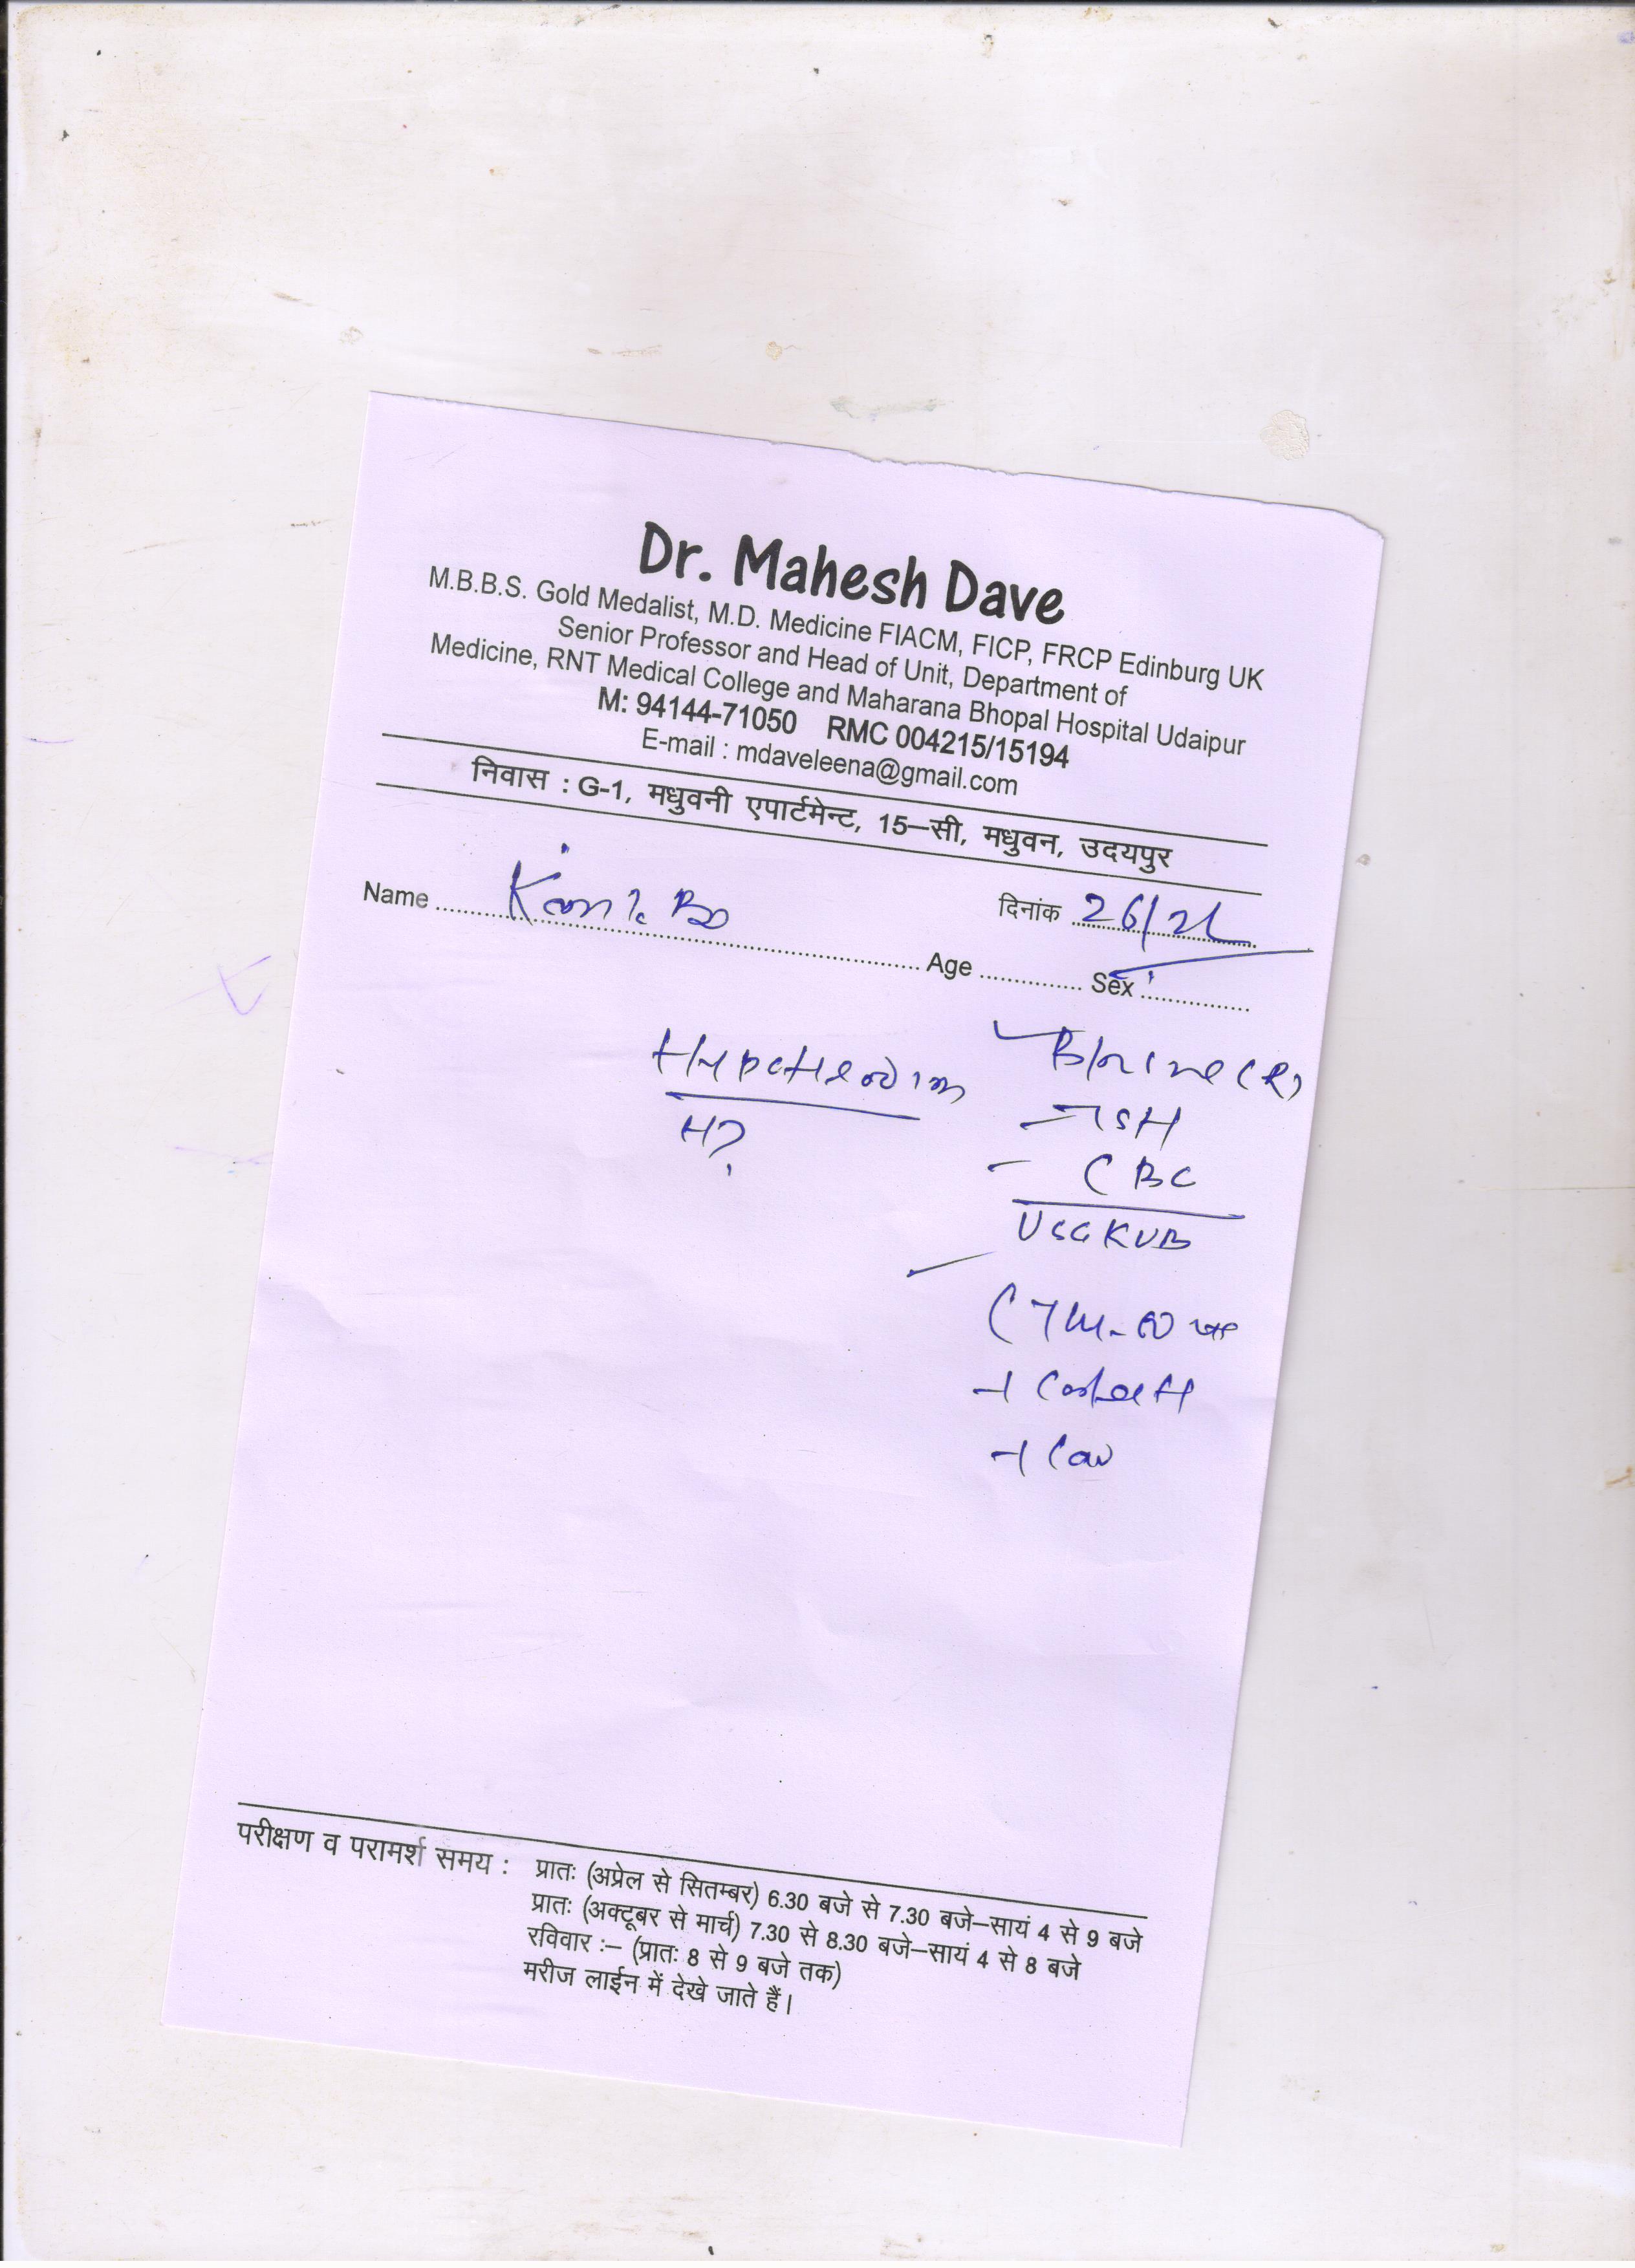 Dr. Mahesh Dave
M.B.B.S. Gold Medalist, M.D. Medicine FIACM, FICP, FRCP Edinburg UK
Senior Professor and Head of Unit, Department of
Medicine, RNT Medical College and Maharana Bhopal Hospital Udaipur
M: 94144-71050 RMC 004215/15194
E-mail : mdaveleena@gmail.com
निवास : G-1, मधुवनी एपार्टमेन्ट, 15–सी, मधुवन, उदयपुर
दिनांक
Name Age Sex
TSH
CBC
USG KUB
परीक्षण व परामर्श समय : प्रातः (अप्रेल से सितम्बर) 6.30 बजे से 7.30 बजे–सायं 4 से 9 बजे
प्रातः (अक्टूबर से मार्च) 7.30 से 8.30 बजे–सायं 4 से 8 बजे
रविवार :– (प्रातः 8 से 9 बजे तक)
मरीज लाईन में देखे जाते हैं।